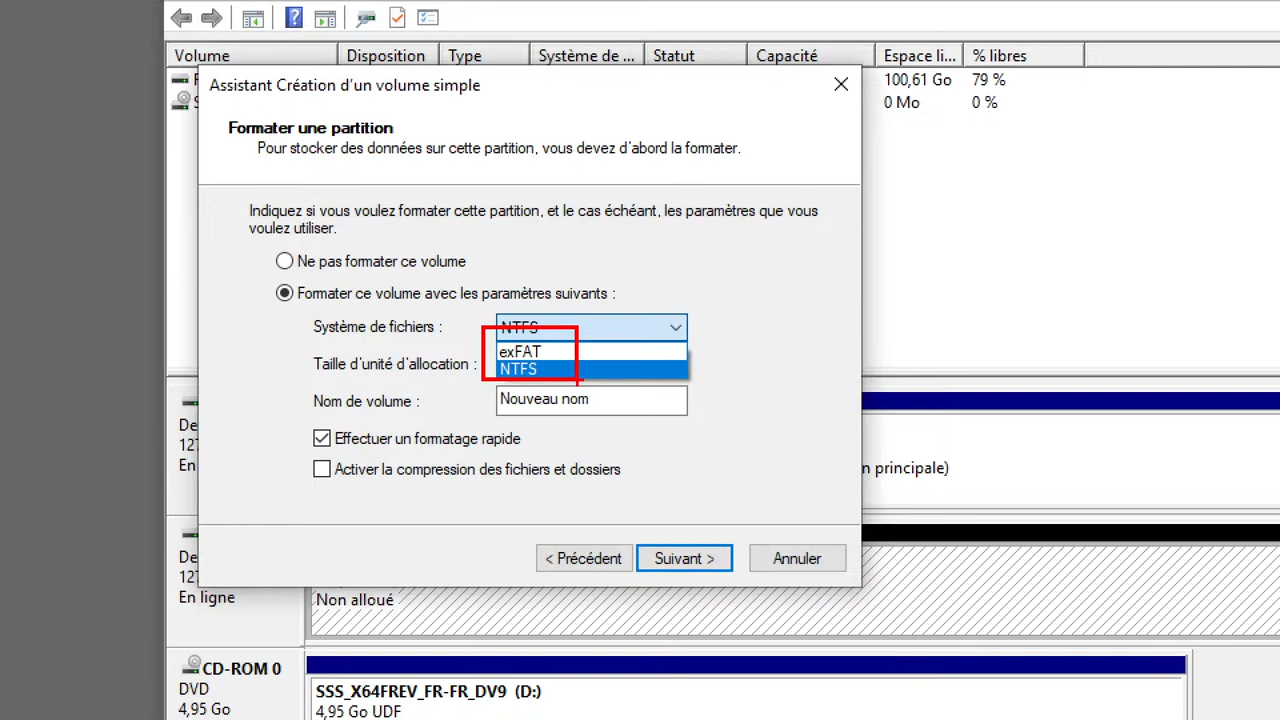 Volume Disposition Type Système de ... Statut Capacité Espace li... % libres
100,61 Go 79 %
0 Mo 0 %
Assistant Création d'un volume simple
Formater une partition
Pour stocker des données sur cette partition, vous devez d'abord la formater.
Indiquez si vous voulez formater cette partition, et le cas échéant, les paramètres que vous
voulez utiliser.
Ne pas formater ce volume
Formater ce volume avec les paramètres suivants :
Système de fichiers : NTFS
exFAT
NTFS
Taille d'unité d'allocation :
Nom de volume : Nouveau nom
Effectuer un formatage rapide
Activer la compression des fichiers et dossiers
< Précédent Suivant > Annuler
De
127
En
n principale)
De
127
En ligne
Non alloué
CD-ROM 0
DVD
4,95 Go
SSS_X64FREV_FR-FR_DV9 (D:)
4,95 Go UDF